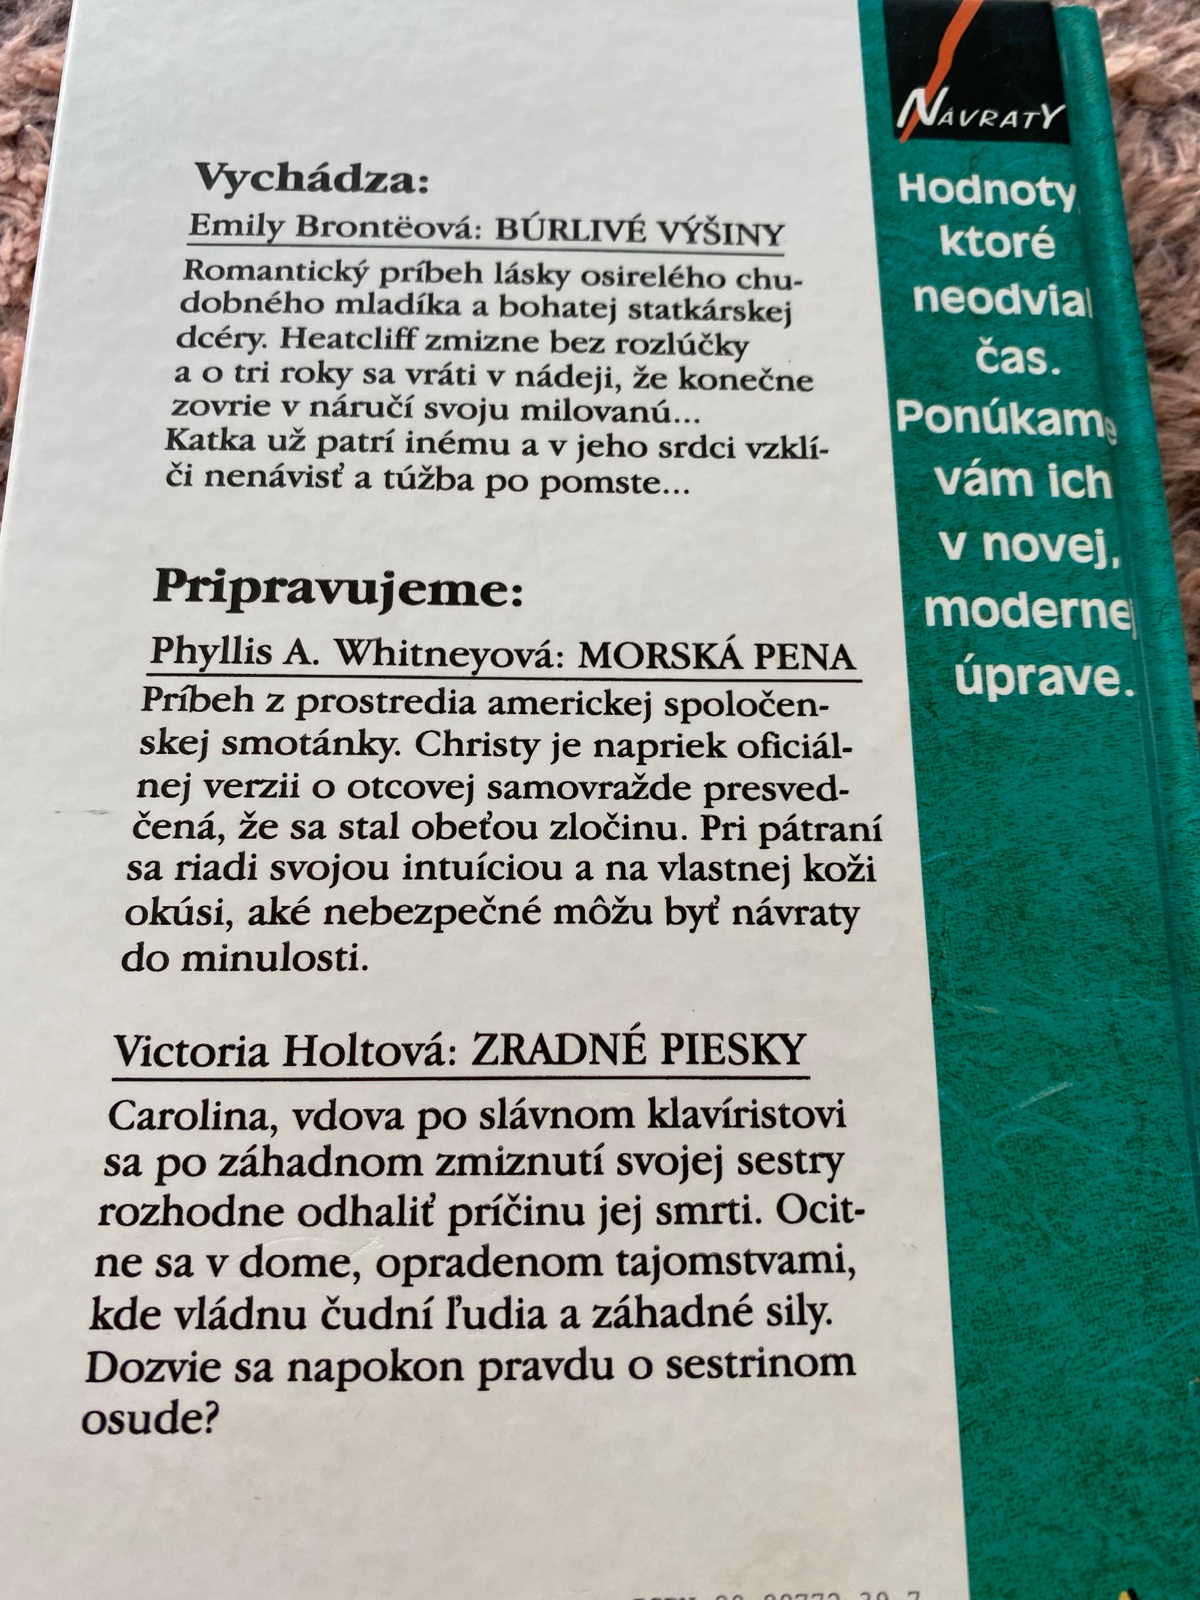 Vychádza:
Emily Brontëová: BÚRLIVÉ VÝŠINY
Romantický príbeh lásky osirelého chu-
dobného mladíka a bohatej statkárskej
dcéry. Heatcliff zmizne bez rozlúčky
a o tri roky sa vráti v nádeji, že konečne
zovrie v náručí svoju milovanú...
Katka už patrí inému a v jeho srdci vzklí-
či nenávisť a túžba po pomste...
Pripravujeme:
Phyllis A. Whitneyová: MORSKÁ PENA
Príbeh z prostredia americkej spoločen-
skej smotánky. Christy je napriek oficiál-
nej verzii o otcovej samovražde presved-
čená, že sa stal obeťou zločinu. Pri pátraní
sa riadi svojou intuíciou a na vlastnej koži
okúsi, aké nebezpečné môžu byť návraty
do minulosti.
Victoria Holtová: ZRADNÉ PIESKY
Carolina, vdova po slávnom klavíristovi
sa po záhadnom zmiznutí svojej sestry
rozhodne odhaliť príčinu jej smrti. Ocit-
ne sa v dome, opradenom tajomstvami,
kde vládnu čudní ľudia a záhadné sily.
Dozvie sa napokon pravdu o sestrinom
osude?
NÁVRATY
Hodnoty
ktoré
neodvial
čas.
Ponúkame
vám ich
v novej,
modernej
úprave.